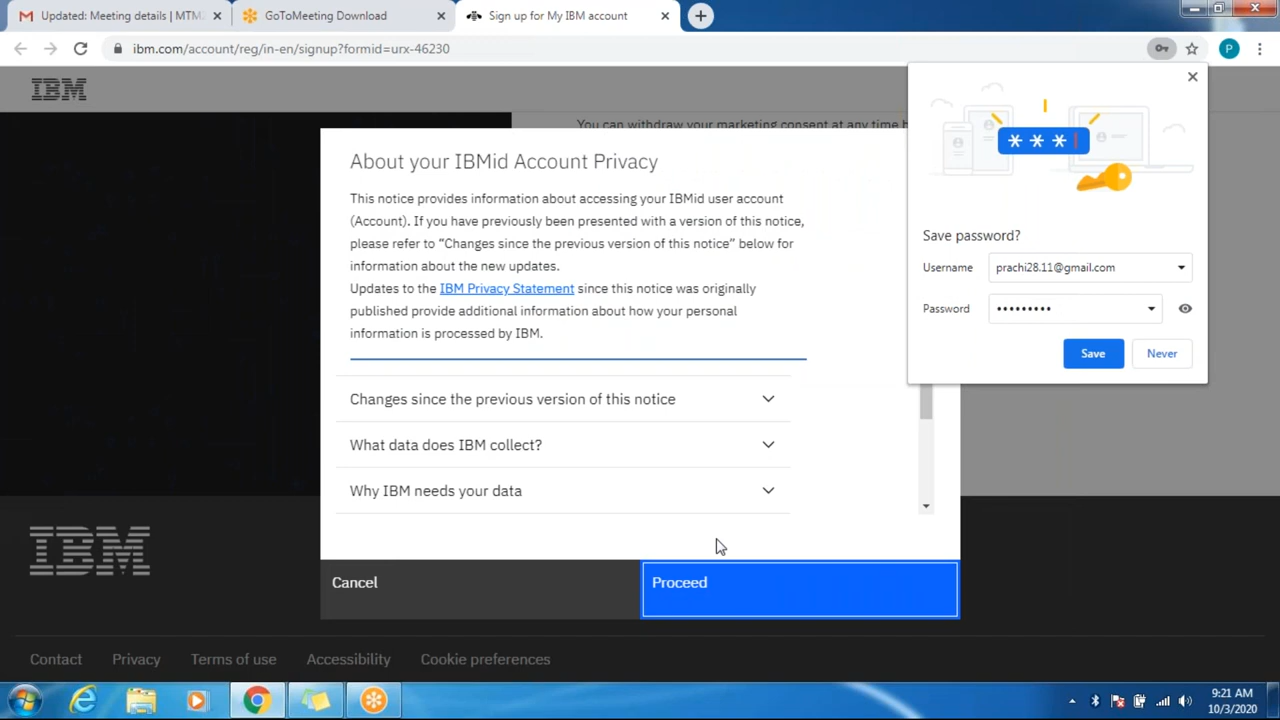 Updated: Meeting details | MTM2
GoToMeeting Download
Sign up for My IBM account
ibm.com/account/reg/in-en/signup?formid=urx-46230
P
IBM
You can withdraw your marketing consent at any time b
About your IBMid Account Privacy
This notice provides information about accessing your IBMid user account
(Account). If you have previously been presented with a version of this notice,
please refer to “Changes since the previous version of this notice” below for
information about the new updates.
Updates to the IBM Privacy Statement since this notice was originally
published provide additional information about how your personal
information is processed by IBM.
Changes since the previous version of this notice
What data does IBM collect?
Why IBM needs your data
Cancel
Proceed
* * *
Save password?
Username
prachi28.11@gmail.com
Password
•••••••••
Save
Never
IBM
Contact
Privacy
Terms of use
Accessibility
Cookie preferences
9:21 AM
10/3/2020